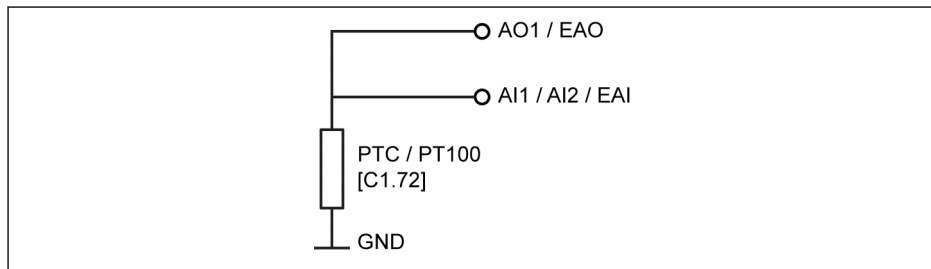 AO1 / EAO
AI1 / AI2 / EAI
PTC / PT100
[C1.72]
GND